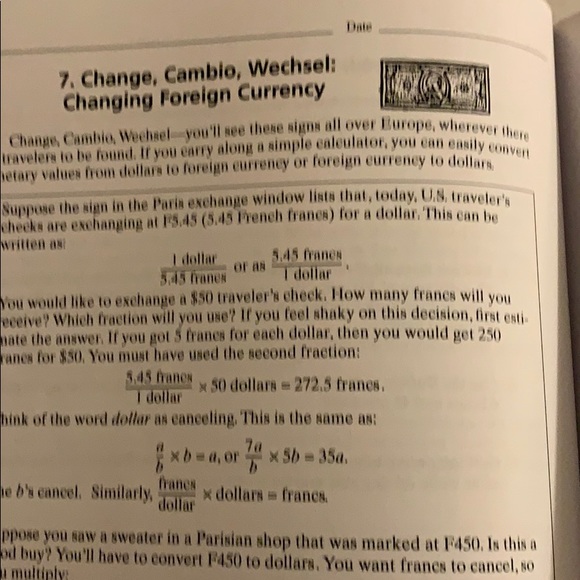 Date
7. Change, Cambio, Wechsel:
Changing Foreign Currency
Change, Cambio, Wechsel—you'll see these signs all over Europe, wherever there
travelers to be found. If you carry along a simple calculator, you can easily conver
netary values from dollars to foreign currency or foreign currency to dollars.
Suppose the sign in the Paris exchange window lists that, today, U.S. traveler's
checks are exchanging at F5.45 (5.45 French francs) for a dollar. This can be
written as:
1 dollar / 5.45 francs or as 5.45 francs / 1 dollar .
You would like to exchange a $50 traveler's check. How many francs will you
receive? Which fraction will you use? If you feel shaky on this decision, first esti-
mate the answer. If you got 5 francs for each dollar, then you would get 250
rancs for $50. You must have used the second fraction:
5.45 francs / 1 dollar × 50 dollars = 272.5 francs.
hink of the word dollar as canceling. This is the same as:
a / b × b = a, or 7a / b × 5b = 35a.
he b's cancel. Similarly, francs / dollar × dollars = francs.
ppose you saw a sweater in a Parisian shop that was marked at F450. Is this a
od buy? You'll have to convert F450 to dollars. You want francs to cancel, so
u multiply: